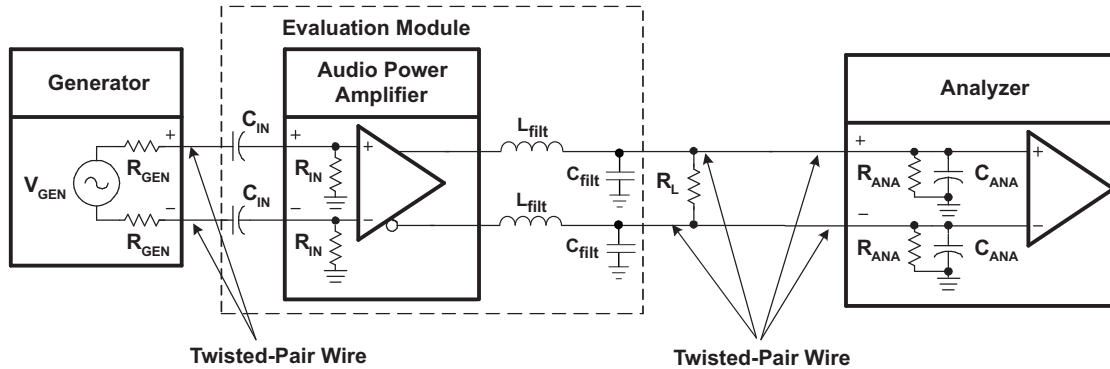 Evaluation Module
Generator
Audio Power
Amplifier
Analyzer
C_IN
L_filt
+
+
+
+
+
R_GEN
R_IN
C_filt
R_L
R_ANA
C_ANA
V_GEN
−
C_IN
−
−
L_filt
−
−
R_GEN
R_IN
C_filt
R_ANA
C_ANA
Twisted-Pair Wire
Twisted-Pair Wire